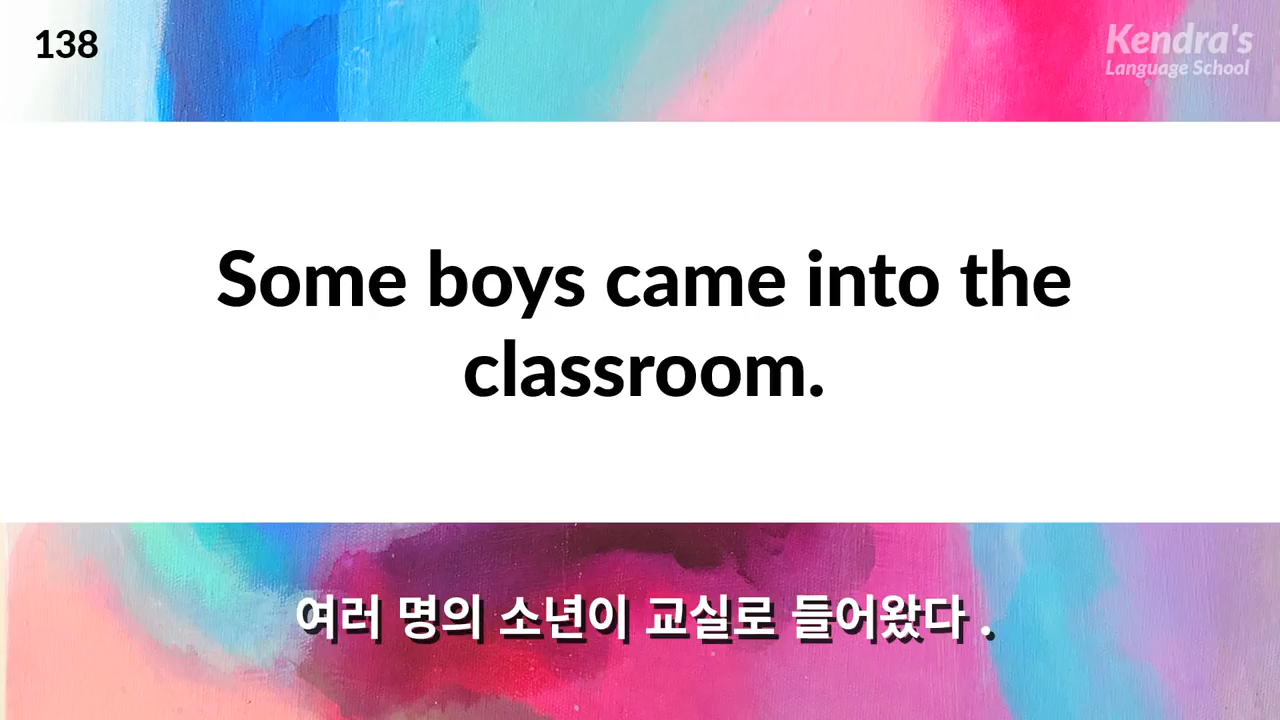 138
Kendra's
Language School
Some boys came into the
classroom.
여러 명의 소년이 교실로 들어왔다 .